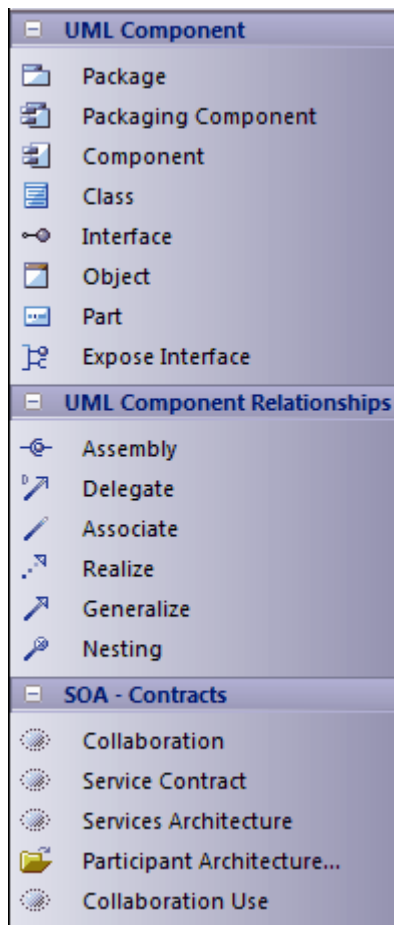 UML Component
Package
Packaging Component
Component
Class
Interface
Object
Part
Expose Interface
UML Component Relationships
Assembly
Delegate
Associate
Realize
Generalize
Nesting
SOA - Contracts
Collaboration
Service Contract
Services Architecture
Participant Architecture...
Collaboration Use